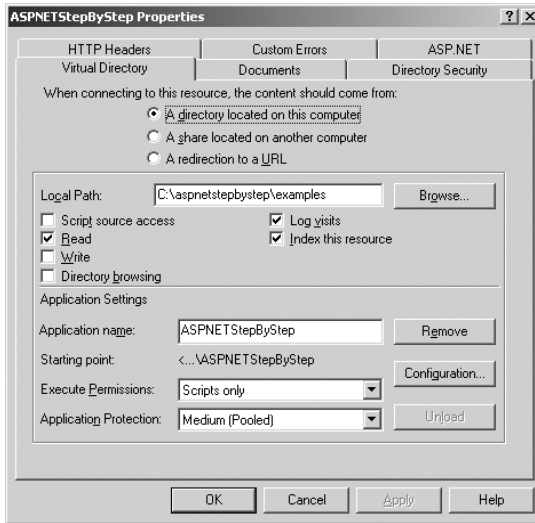 ASPNETStepByStep Properties
HTTP Headers Custom Errors ASP.NET
Virtual Directory Documents Directory Security
When connecting to this resource, the content should come from:
A directory located on this computer
A share located on another computer
A redirection to a URL
Local Path: C:\aspnetstepbystep\examples Browse...
Script source access Log visits
Read Index this resource
Write
Directory browsing
Application Settings
Application name: ASPNETStepByStep Remove
Starting point: <...\ASPNETStepByStep
Configuration...
Execute Permissions: Scripts only
Application Protection: Medium (Pooled) Unload
OK Cancel Apply Help